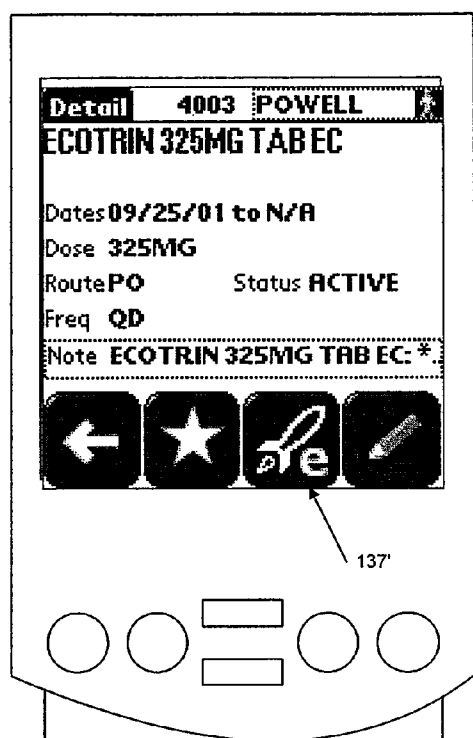 Detail 4003 POWELL
ECOTRIN 325MG TAB EC
Dates 09/25/01 to N/A
Dose 325MG
Route PO Status ACTIVE
Freq QD
Note ECOTRIN 325MG TAB EC: *.
p e
137'